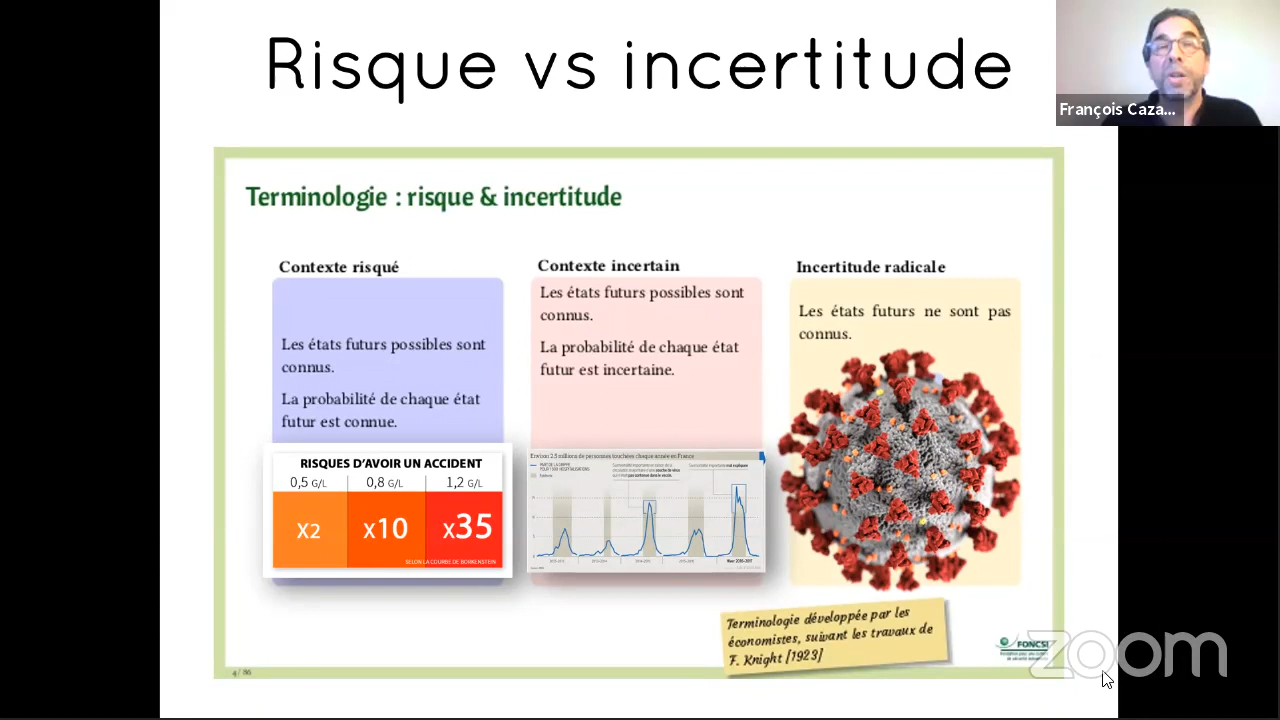 Risque vs incertitude
François Caza...
Terminologie : risque & incertitude
Contexte risqué
Les états futurs possibles sont
connus.
La probabilité de chaque état
futur est connue.
RISQUES D'AVOIR UN ACCIDENT
0,5 G/L 0,8 G/L 1,2 G/L
X2 X10 X35
SELON LA COURBE DE BORKENSTEIN
Contexte incertain
Les états futurs possibles sont
connus.
La probabilité de chaque état
futur est incertaine.
Environ 2,5 millions de personnes touchées chaque année en France
Incertitude radicale
Les états futurs ne sont pas
connus.
Terminologie développée par les
économistes, suivant les travaux de
F. Knight [1923]
FONCSI
4 / 86
zoom